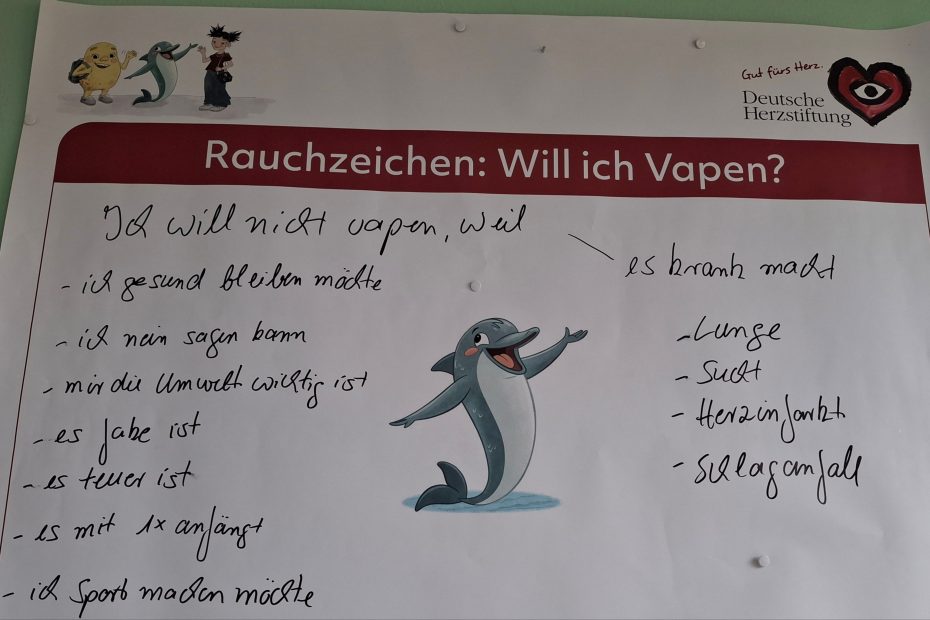 Gut fürs Herz.
Deutsche
Herzstiftung
Rauchzeichen: Will ich Vapen?
Ich will nicht vapen, weil
- ich gesund bleiben möchte
- ich nein sagen kann
- mir die Umwelt wichtig ist
- es fake ist
- es teuer ist
- es mit 1x anfängt
- ich Sport machen möchte
es krank macht
- Lunge
- Sucht
- Herzinfarkt
- Schlaganfall